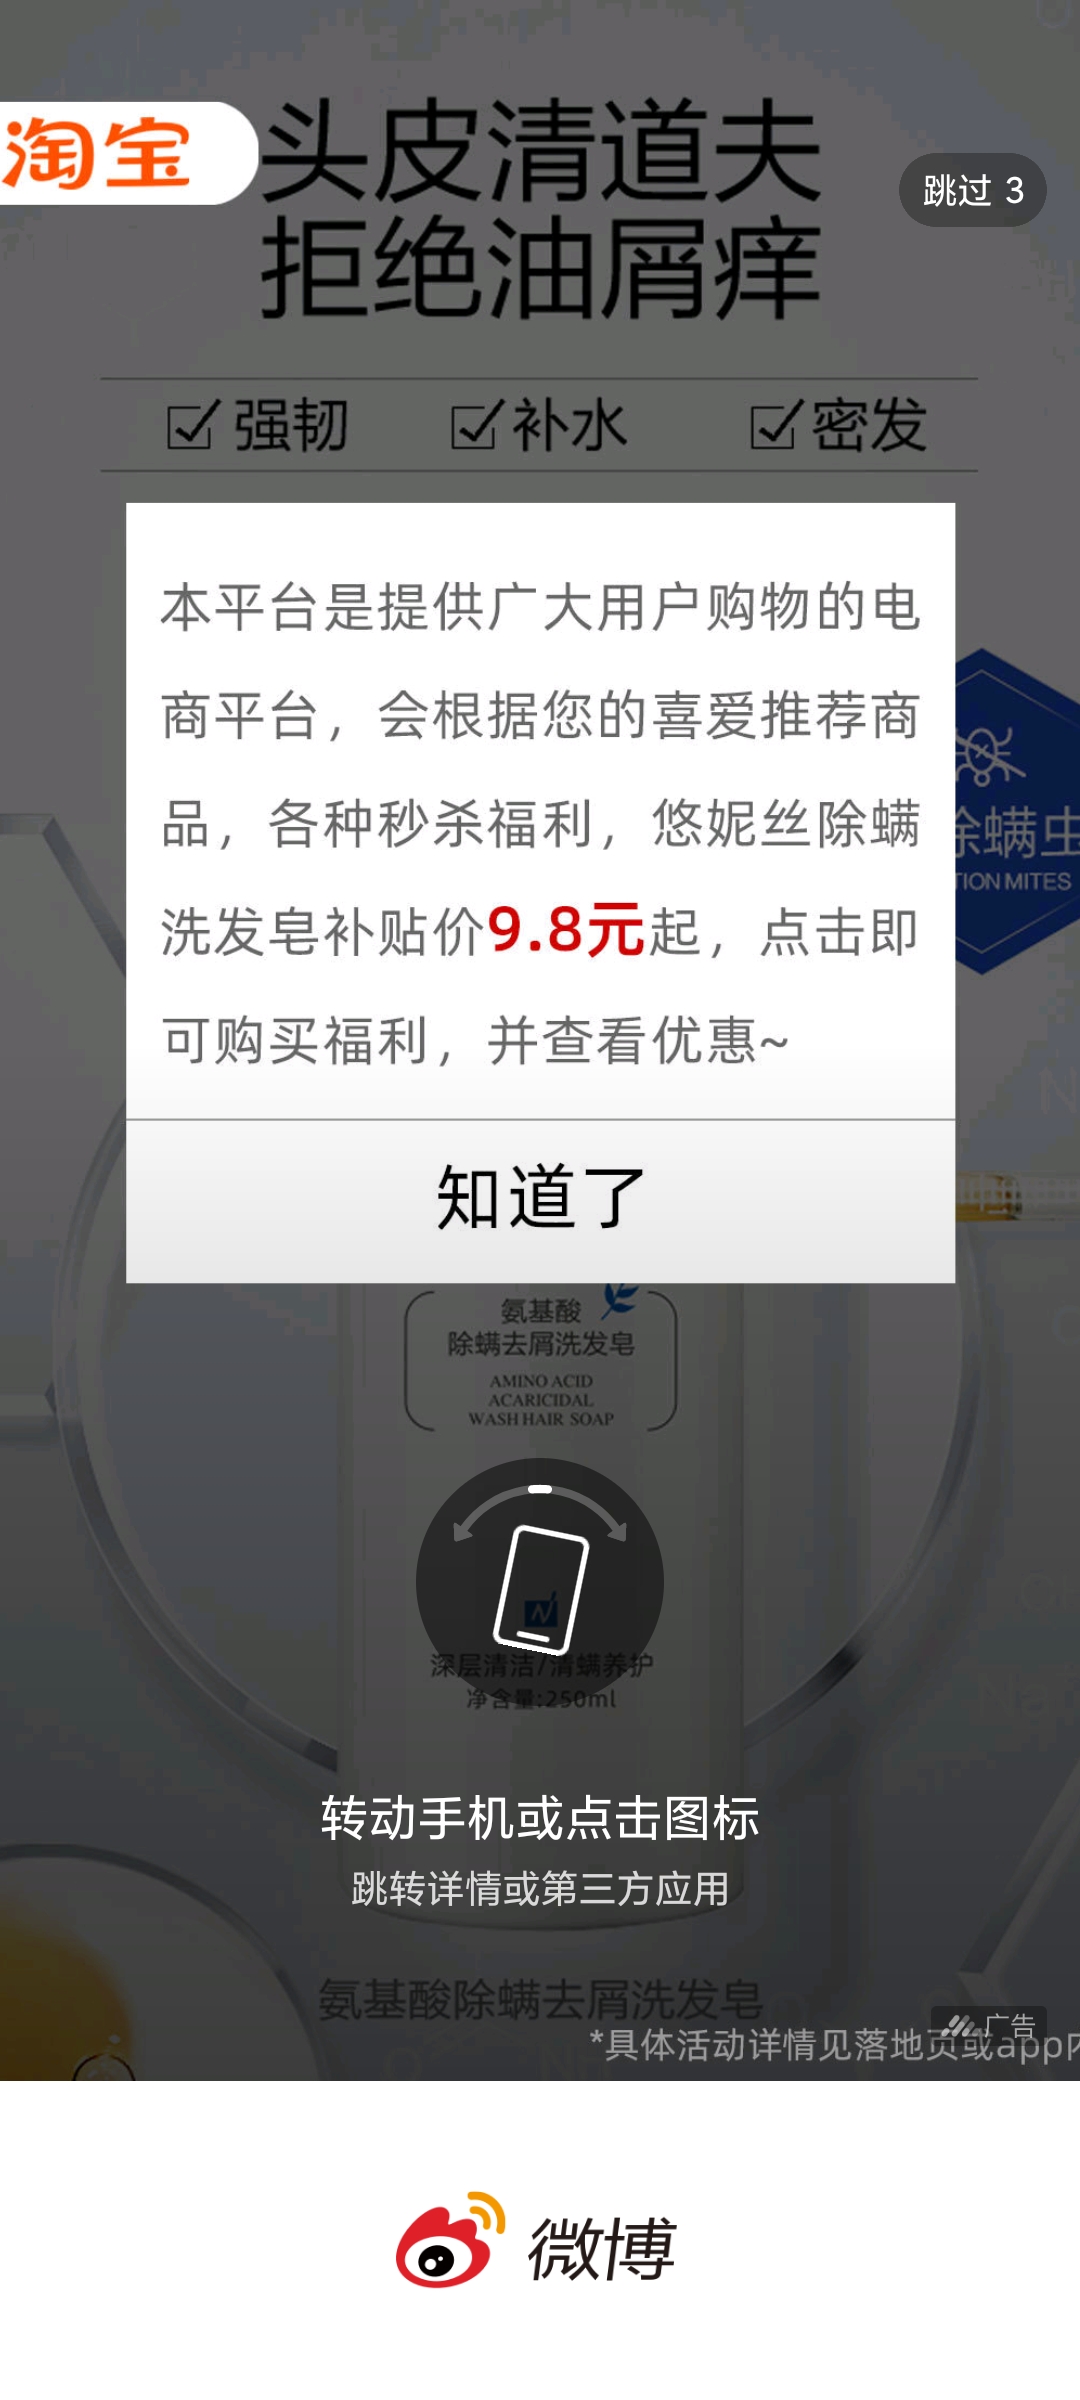 淘宝
头皮清道夫
跳过 3
拒绝油屑痒
强韧 补水 密发
本平台是提供广大用户购物的电
商平台，会根据您的喜爱推荐商
品，各种秒杀福利，悠妮丝除螨
洗发皂补贴价9.8元起，点击即
可购买福利，并查看优惠~
除螨虫
TION MITES
知道了
氨基酸
除螨去屑洗发皂
AMINO ACID
ACARICIDAL
WASH HAIR SOAP
深层清洁/清螨养护
净含量:250ml
转动手机或点击图标
跳转详情或第三方应用
氨基酸除螨去屑洗发皂
广告
*具体活动详情见落地页或app内
微博